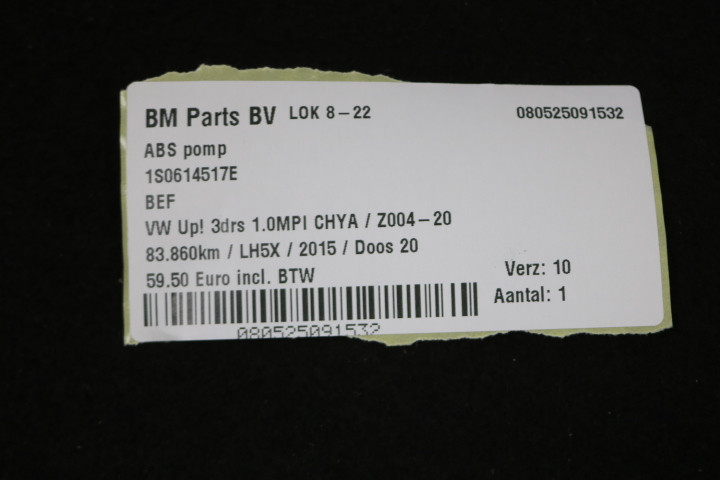 BM Parts BV LOK 8-22 080525091532
ABS pomp
1S0614517E
BEF
VW Up! 3drs 1.0MPI CHYA / Z004-20
83.860km / LH5X / 2015 / Doos 20
59.50 Euro incl. BTW
Verz: 10
Aantal: 1
080525091532